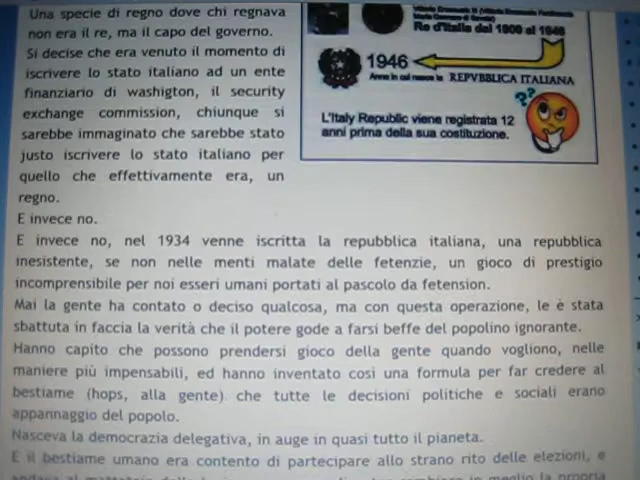 Una specie di regno dove chi regnava
non era il re, ma il capo del governo.
Si decise che era venuto il momento di
iscrivere lo stato italiano ad un ente
finanziario di washigton, il security
exchange commission, chiunque si
sarebbe immaginato che sarebbe stato
justo iscrivere lo stato italiano per
quello che effettivamente era, un
regno.
Re d'Italia dal 1900 al 1946
1946
Anno in cui nasce la REPVBBLICA ITALIANA
??
L'Italy Republic viene registrata 12
anni prima della sua costituzione.
E invece no.
E invece no, nel 1934 venne iscritta la repubblica italiana, una repubblica
inesistente, se non nelle menti malate delle fetenzie, un gioco di prestigio
incomprensibile per noi esseri umani portati al pascolo da fetension.
Mai la gente ha contato o deciso qualcosa, ma con questa operazione, le è stata
sbattuta in faccia la verità che il potere gode a farsi beffe del popolino ignorante.
Hanno capito che possono prendersi gioco della gente quando vogliono, nelle
maniere più impensabili, ed hanno inventato così una formula per far credere al
bestiame (hops, alla gente) che tutte le decisioni politiche e sociali erano
appannaggio del popolo.
Nasceva la democrazia delegativa, in auge in quasi tutto il pianeta.
E il bestiame umano era contento di partecipare allo strano rito delle elezioni, e